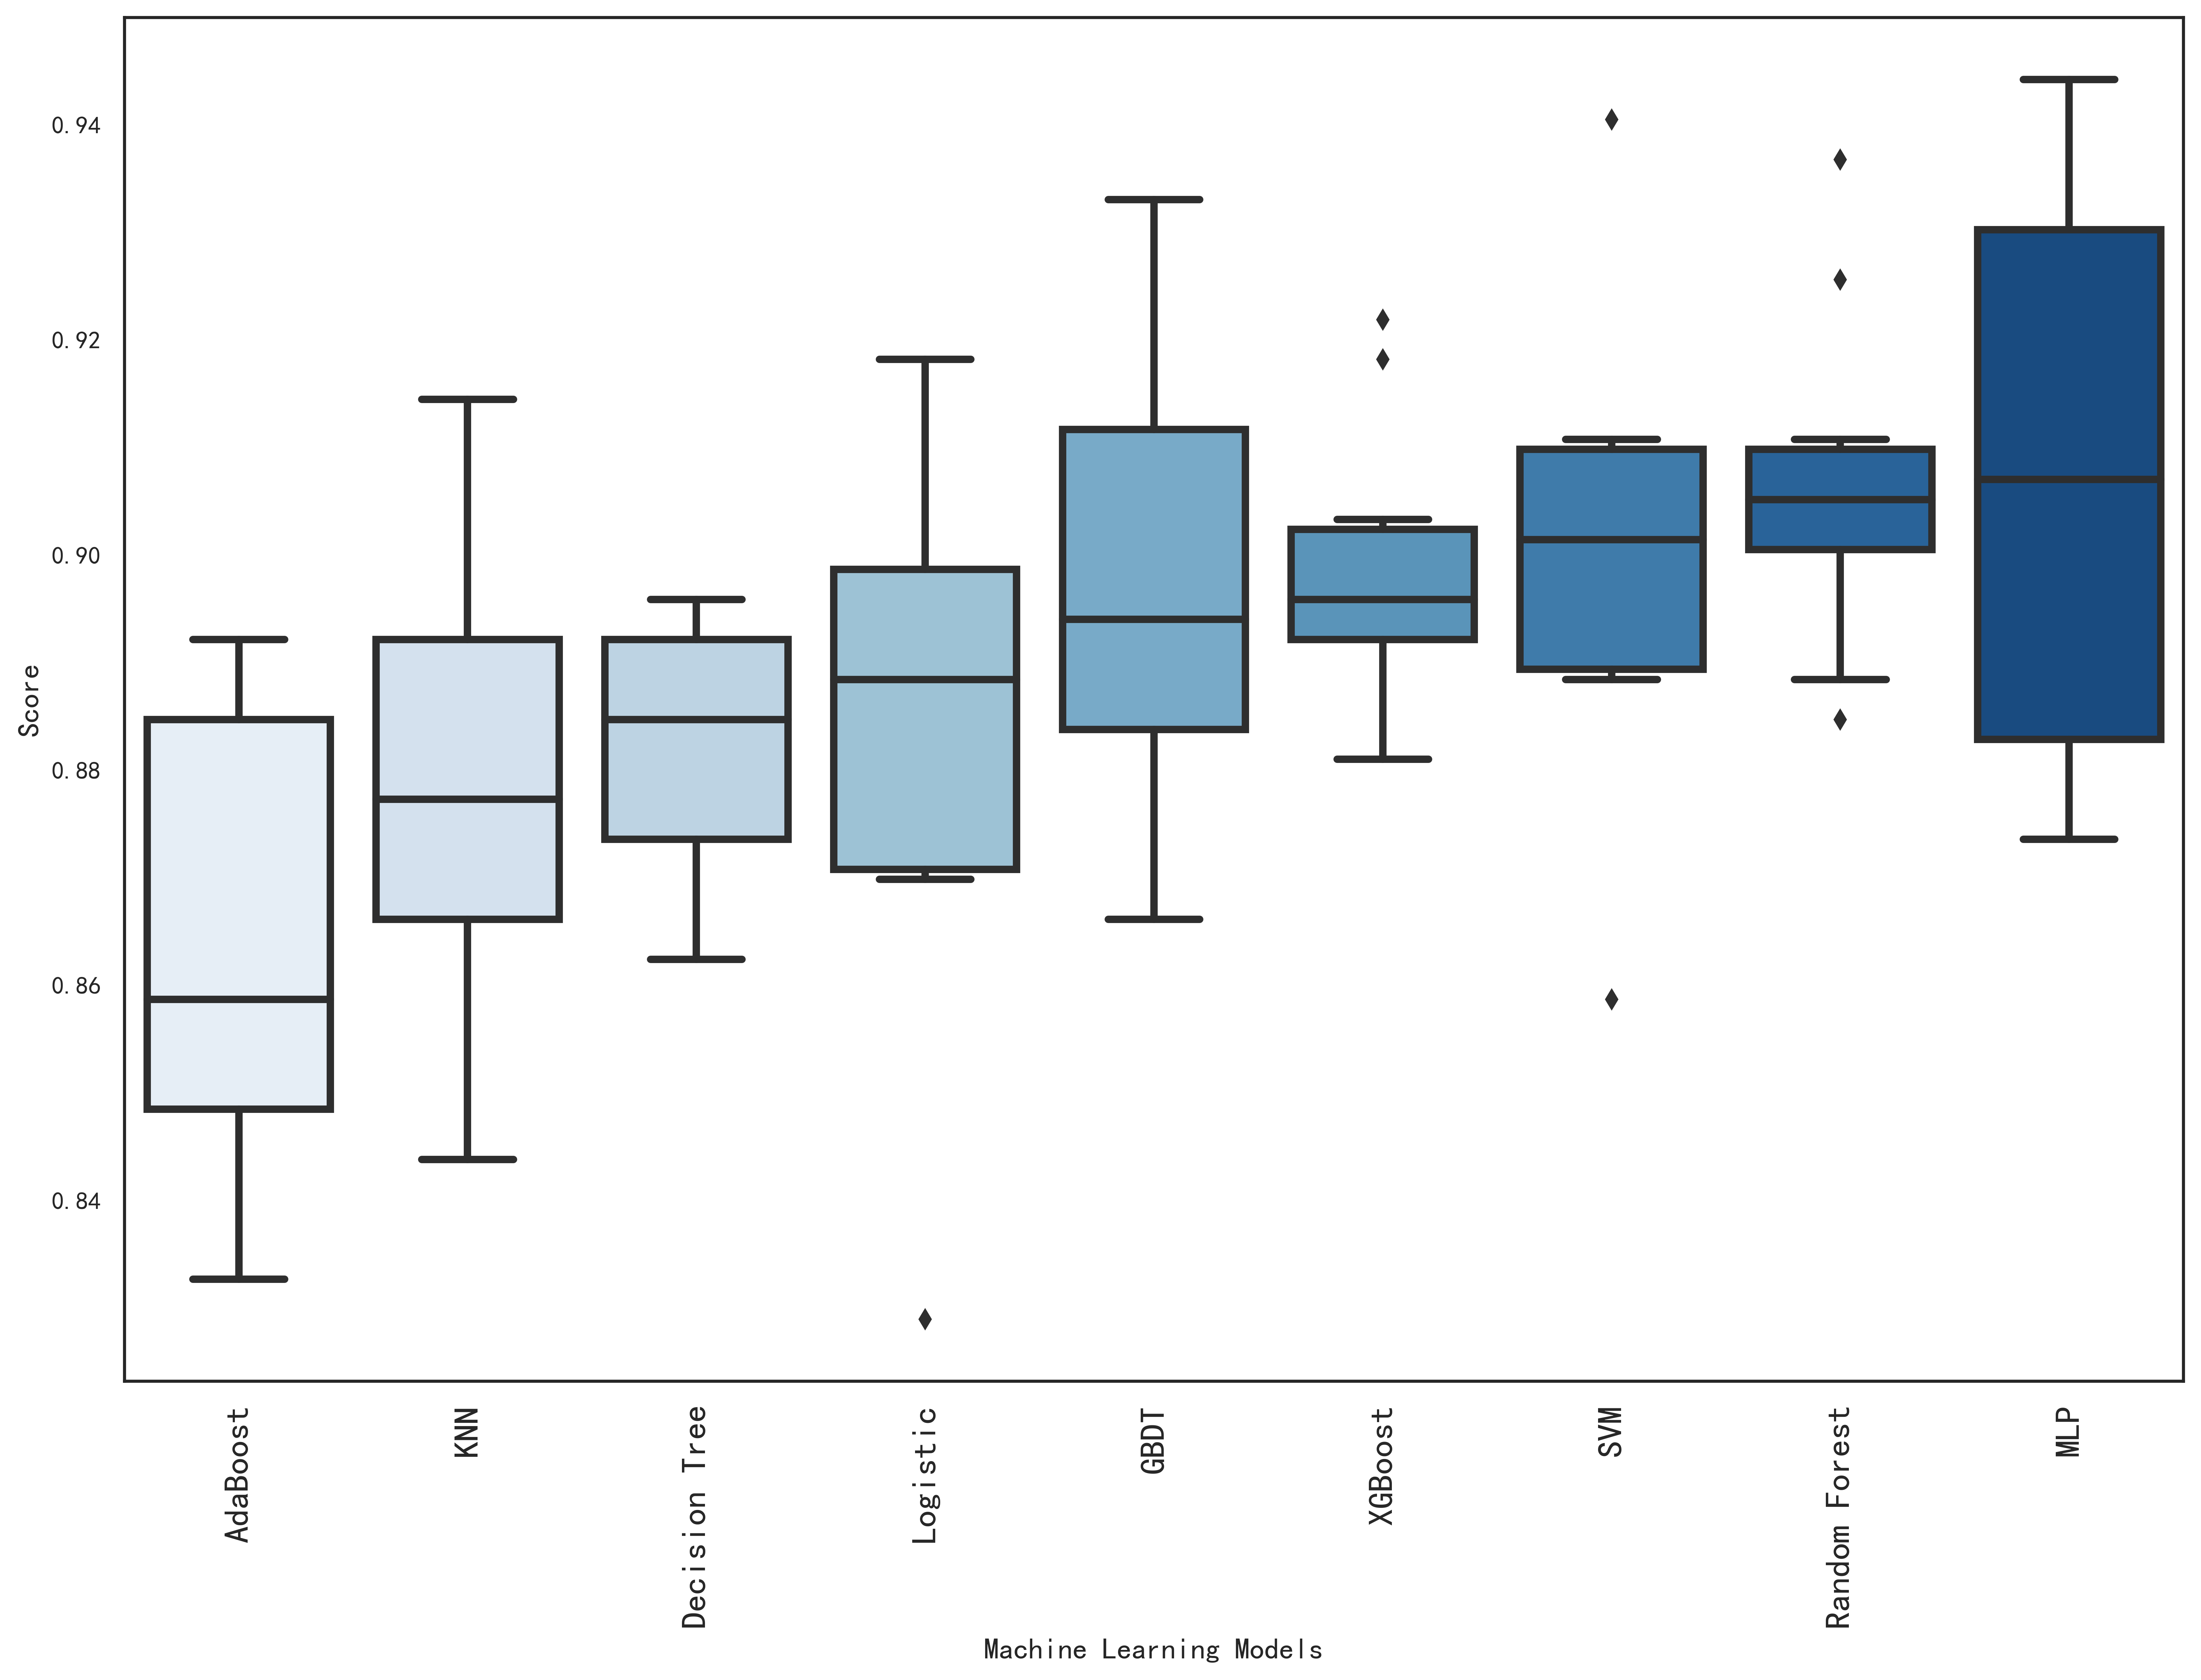 0.94
0.92
0.90
0.88
0.86
0.84
Score
AdaBoost
KNN
Decision Tree
Logistic
GBDT
XGBoost
SVM
Random Forest
MLP
Machine Learning Models